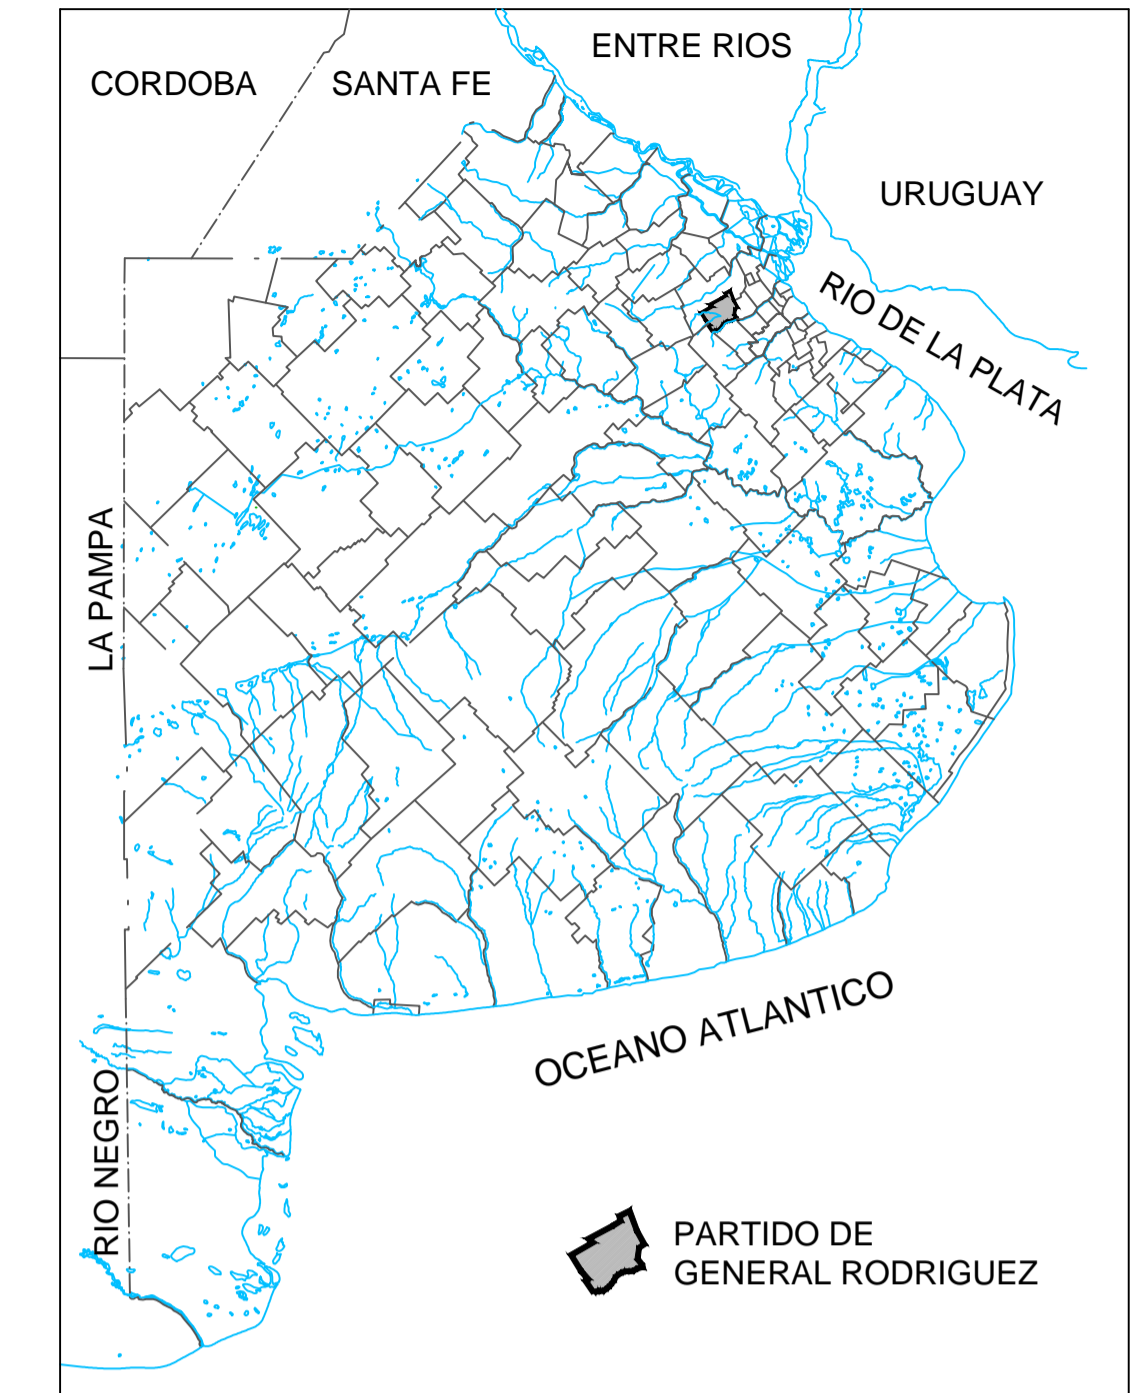 ENTRE RIOS
CORDOBA
SANTA FE
URUGUAY
RIO DE LA PLATA
LA PAMPA
OCEANO ATLANTICO
RIO NEGRO
PARTIDO DE
GENERAL RODRIGUEZ